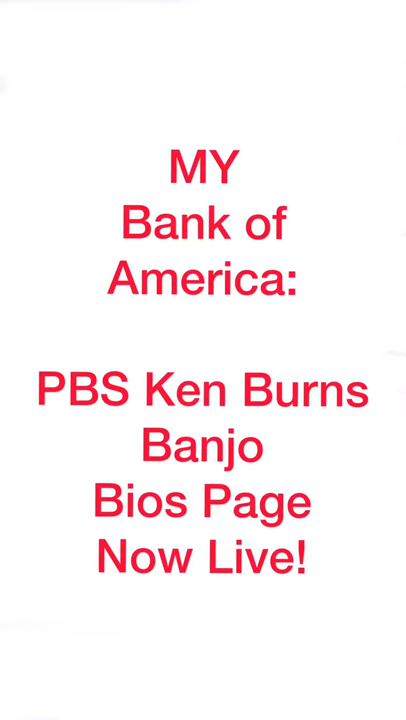 MY
Bank of
America:
PBS Ken Burns
Banjo
Bios Page
Now Live!